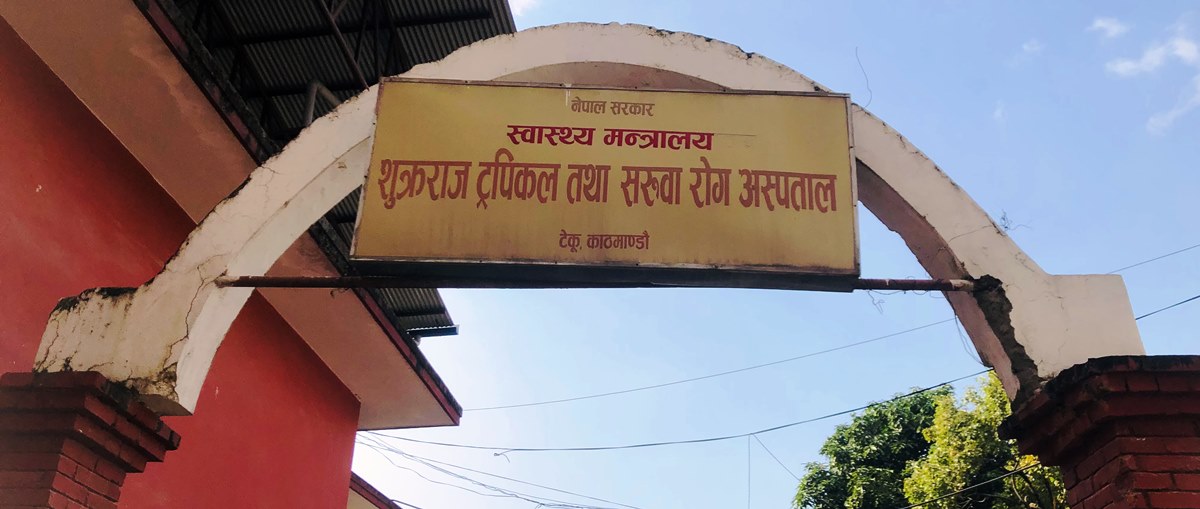 नेपाल सरकार
स्वास्थ्य मन्त्रालय
शुक्रराज ट्रपिकल तथा सरुवा रोग अस्पताल
टेकू, काठमाण्डौ